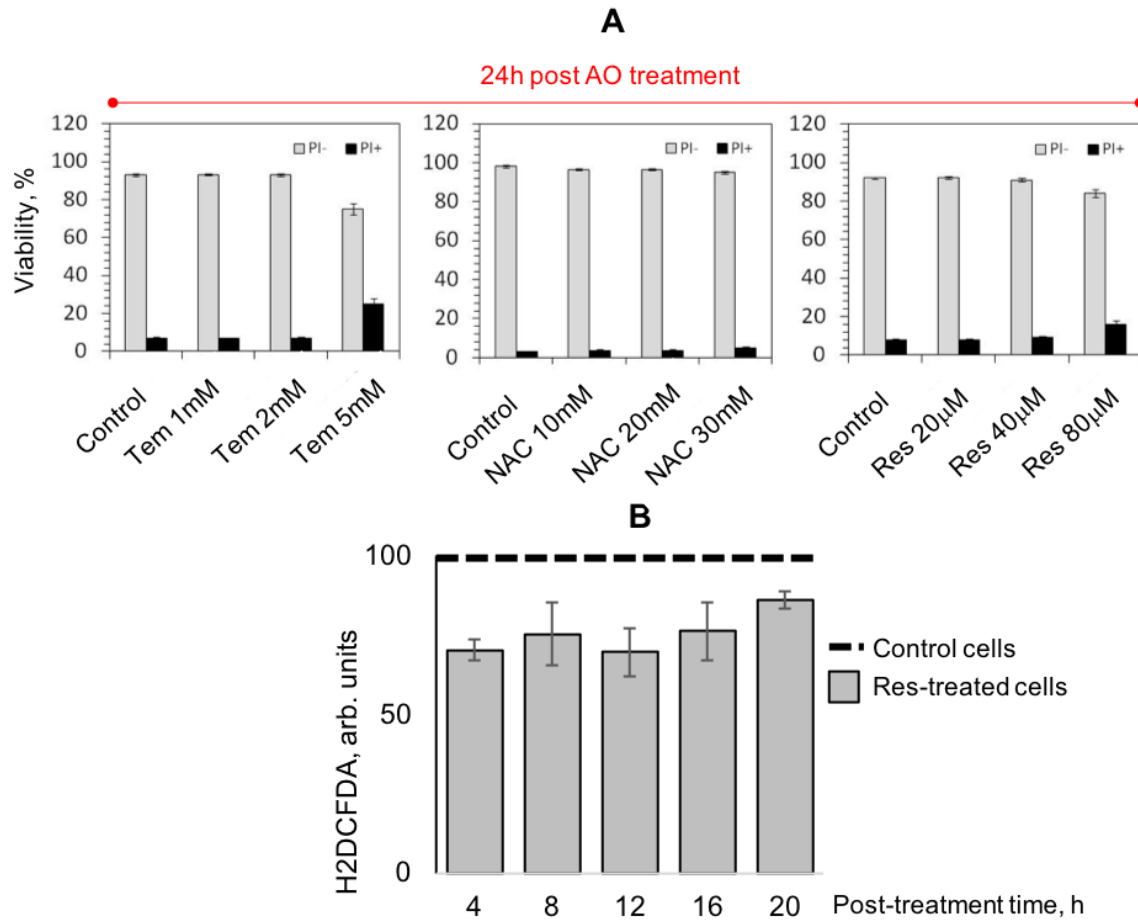 A
24h post AO treatment
Viability, %
120
100
80
60
40
20
0
PI- PI+
Control
Tem 1mM
Tem 2mM
Tem 5mM
120
100
80
60
40
20
0
PI- PI+
Control
NAC 10mM
NAC 20mM
NAC 30mM
120
100
80
60
40
20
0
PI- PI+
Control
Res 20μM
Res 40μM
Res 80μM
B
H2DCFDA, arb. units
100
50
0
Control cells
Res-treated cells
4 8 12 16 20 Post-treatment time, h